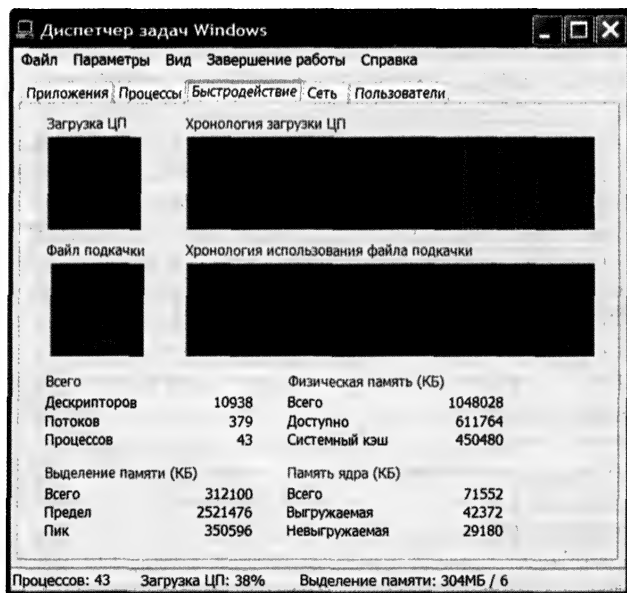 Диспетчер задач Windows
Файл Параметры Вид Завершение работы Справка
Приложения Процессы Быстродействие Сеть Пользователи
Загрузка ЦП Хронология загрузки ЦП
Файл подкачки Хронология использования файла подкачки
Всего Физическая память (КБ)
Дескрипторов 10938 Всего 1048028
Потоков 379 Доступно 611764
Процессов 43 Системный кэш 450480
Выделение памяти (КБ) Память ядра (КБ)
Всего 312100 Всего 71552
Предел 2521476 Выгружаемая 42372
Пик 350596 Невыгружаемая 29180
Процессов: 43 Загрузка ЦП: 38% Выделение памяти: 304МБ / 6